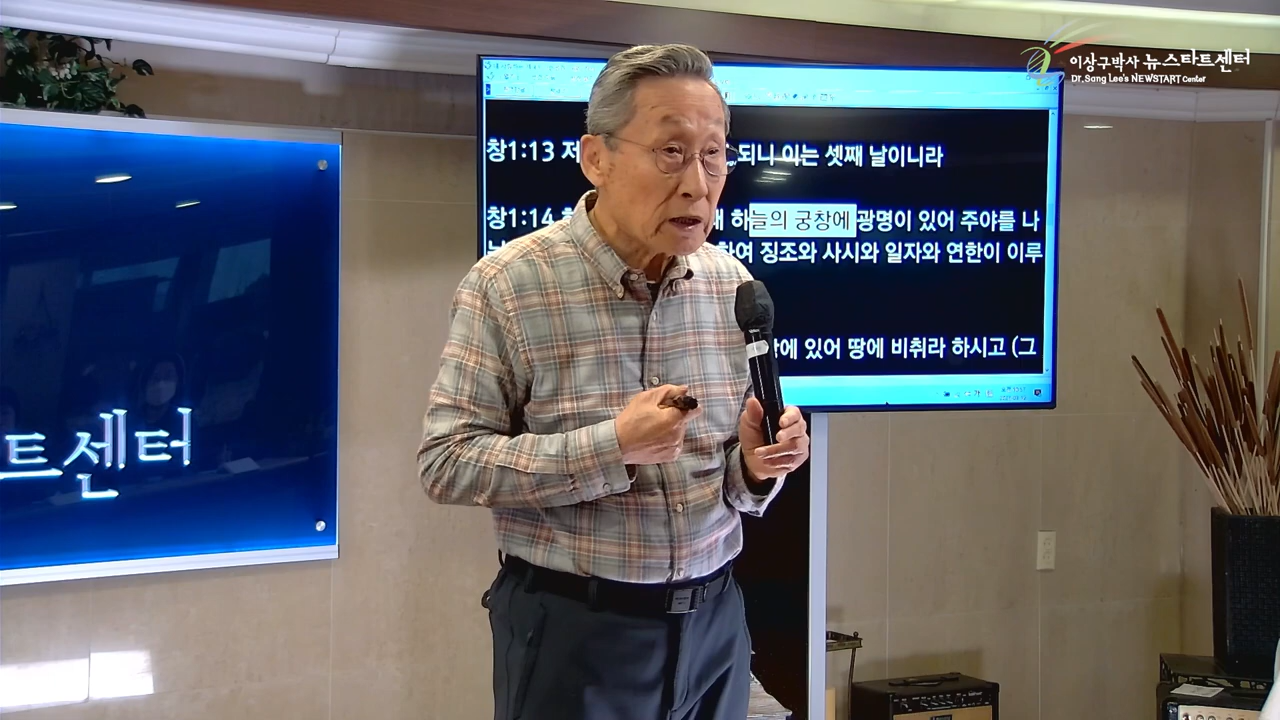 이상구박사 뉴스타트센터
Dr. Sang Lee's NEWSTART Center
창1:13 저 되니 이는 셋째 날이니라
창1:14 하늘의 궁창에 광명이 있어 주야를 나
하여 징조와 사시와 일자와 연한이 이루
에 있어 땅에 비취라 하시고 (그
트센터